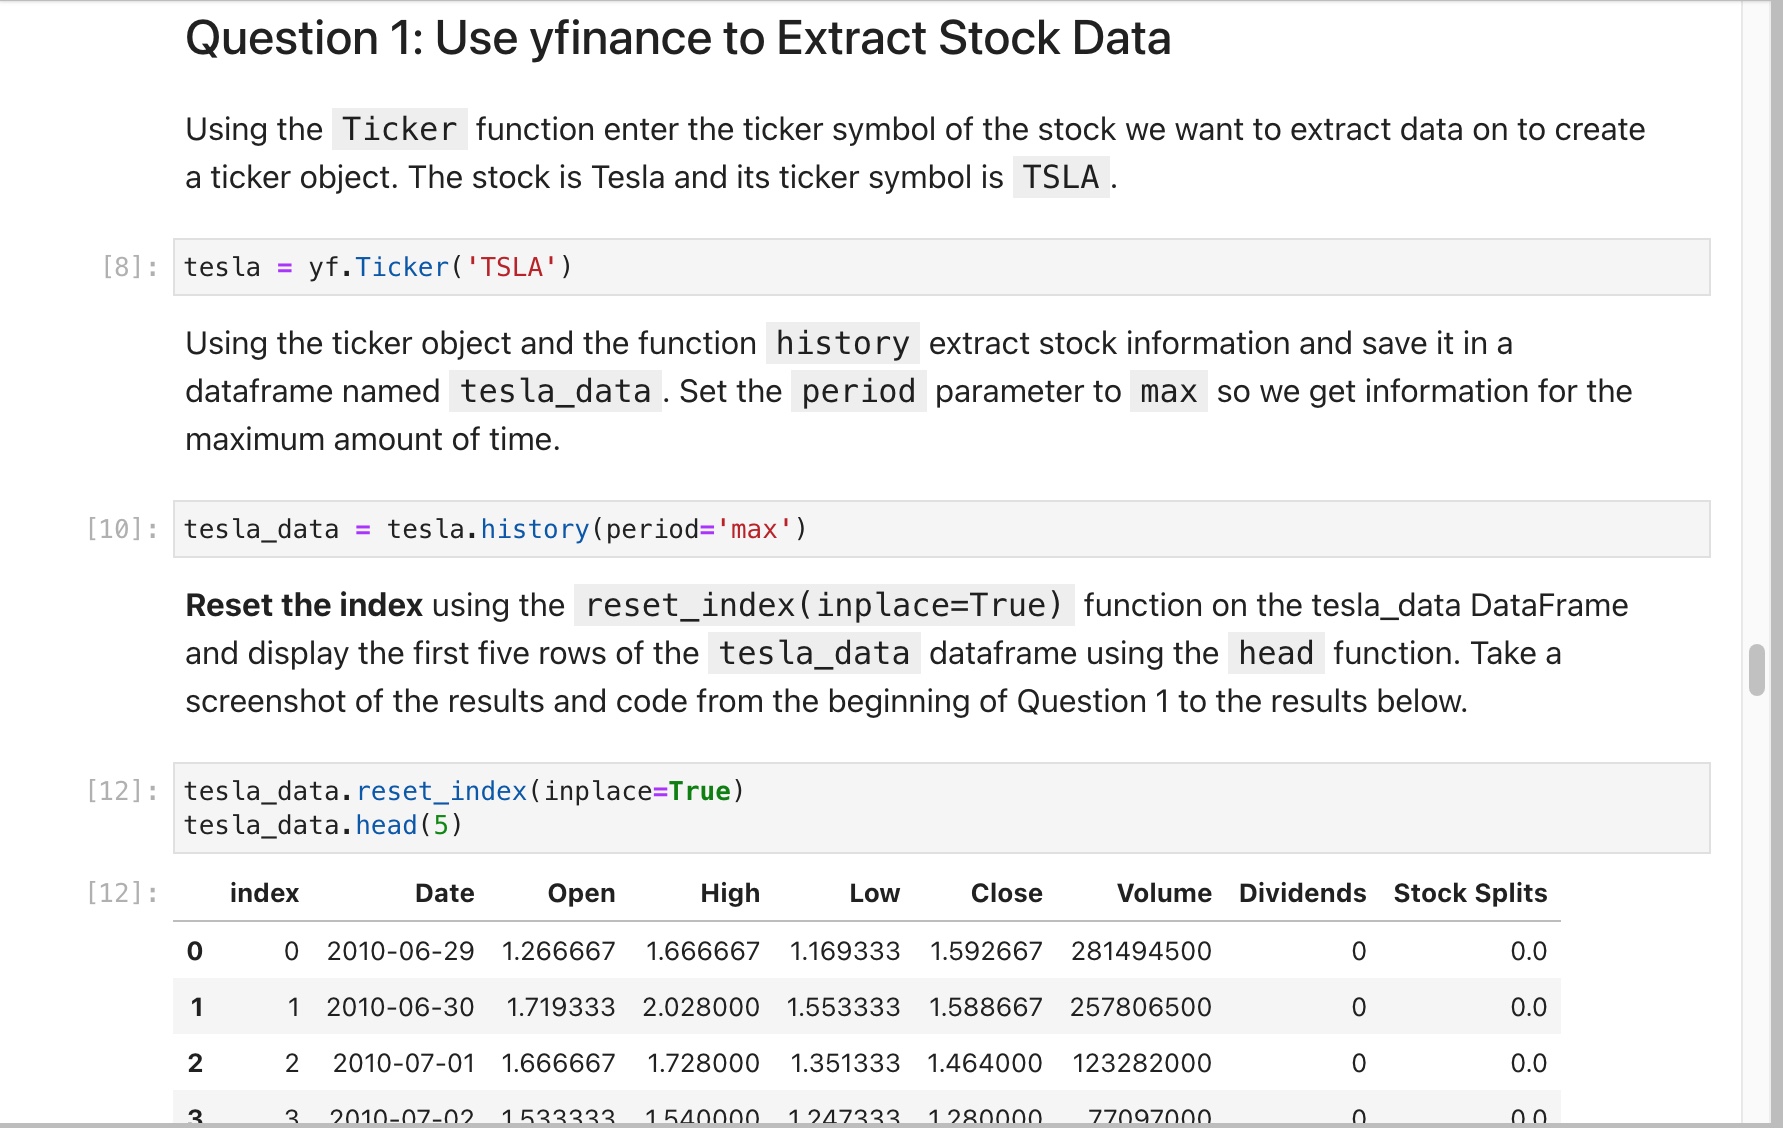 Question 1: Use yfinance to Extract Stock Data
Using the Ticker function enter the ticker symbol of the stock we want to extract data on to create
a ticker object. The stock is Tesla and its ticker symbol is TSLA .
[8]: tesla = yf.Ticker('TSLA')
Using the ticker object and the function history extract stock information and save it in a
dataframe named tesla_data . Set the period parameter to max so we get information for the
maximum amount of time.
[10]: tesla_data = tesla.history(period='max')
Reset the index using the reset_index(inplace=True) function on the tesla_data DataFrame
and display the first five rows of the tesla_data dataframe using the head function. Take a
screenshot of the results and code from the beginning of Question 1 to the results below.
[12]: tesla_data.reset_index(inplace=True)
tesla_data.head(5)
[12]: index Date Open High Low Close Volume Dividends Stock Splits
0 0 2010-06-29 1.266667 1.666667 1.169333 1.592667 281494500 0 0.0
1 1 2010-06-30 1.719333 2.028000 1.553333 1.588667 257806500 0 0.0
2 2 2010-07-01 1.666667 1.728000 1.351333 1.464000 123282000 0 0.0
3 3 2010-07-02 1.533333 1.540000 1.247333 1.280000 77097000 0 0.0